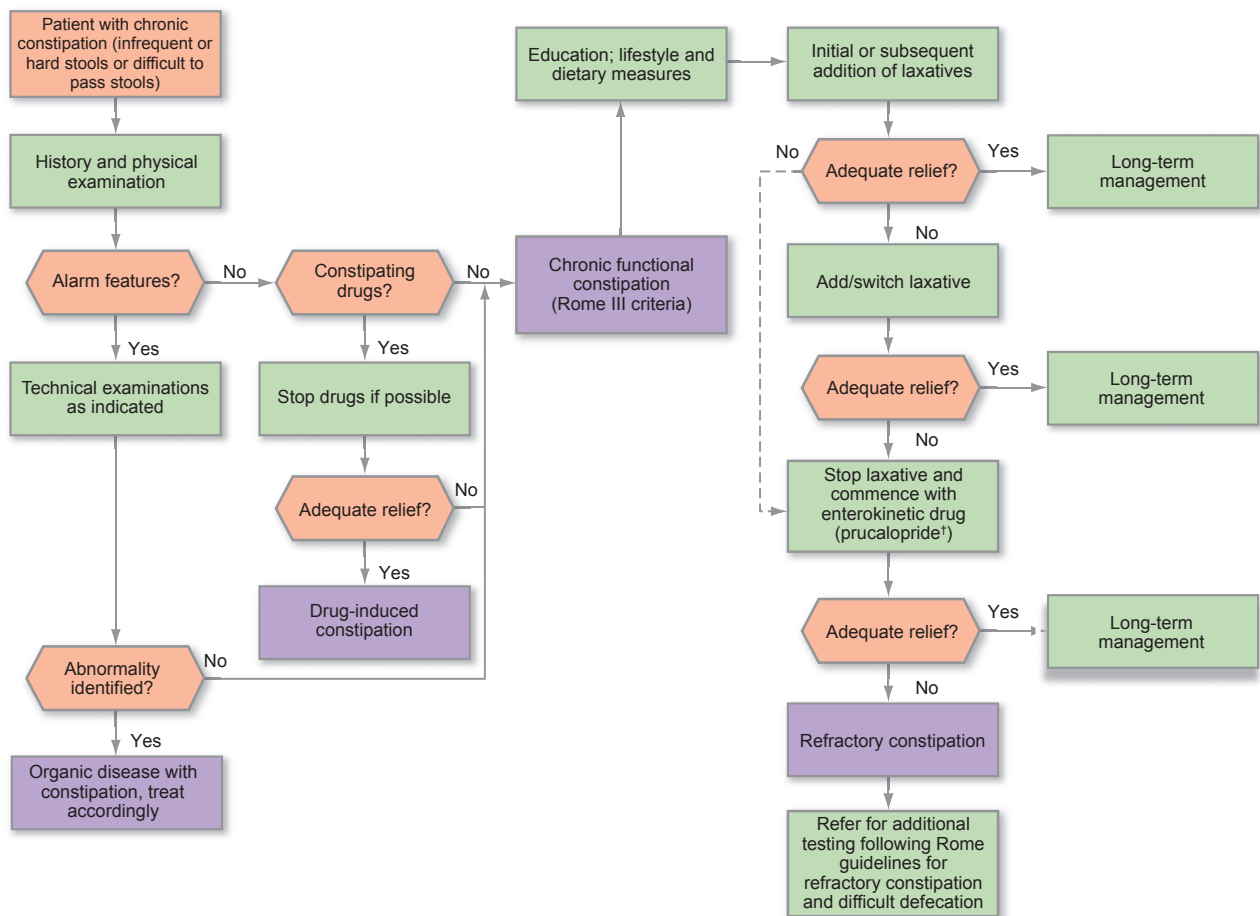 Patient with chronic
constipation (infrequent or
hard stools or difficult to
pass stools)
History and physical
examination
Alarm features?
No
Yes
Technical examinations
as indicated
Abnormality
identified?
No
Yes
Organic disease with
constipation, treat
accordingly
Constipating
drugs?
No
Yes
Stop drugs if possible
Adequate relief?
No
Yes
Drug-induced
constipation
Chronic functional
constipation
(Rome III criteria)
Education; lifestyle and
dietary measures
Initial or subsequent
addition of laxatives
No
Adequate relief?
Yes
Long-term
management
No
Add/switch laxative
Adequate relief?
Yes
Long-term
management
No
Stop laxative and
commence with
enterokinetic drug
(prucalopride†)
Adequate relief?
Yes
Long-term
management
No
Refractory constipation
Refer for additional
testing following Rome
guidelines for
refractory constipation
and difficult defecation